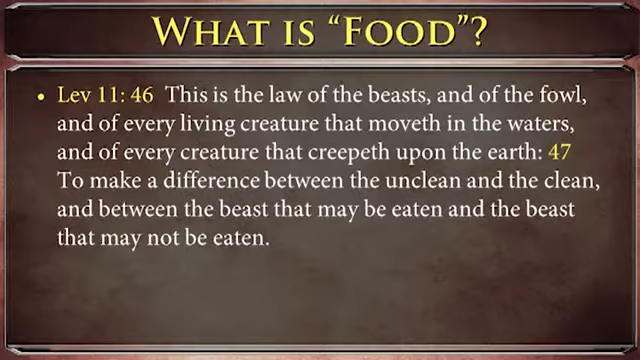 WHAT IS "FOOD"?
• Lev 11: 46 This is the law of the beasts, and of the fowl,
and of every living creature that moveth in the waters,
and of every creature that creepeth upon the earth: 47
To make a difference between the unclean and the clean,
and between the beast that may be eaten and the beast
that may not be eaten.